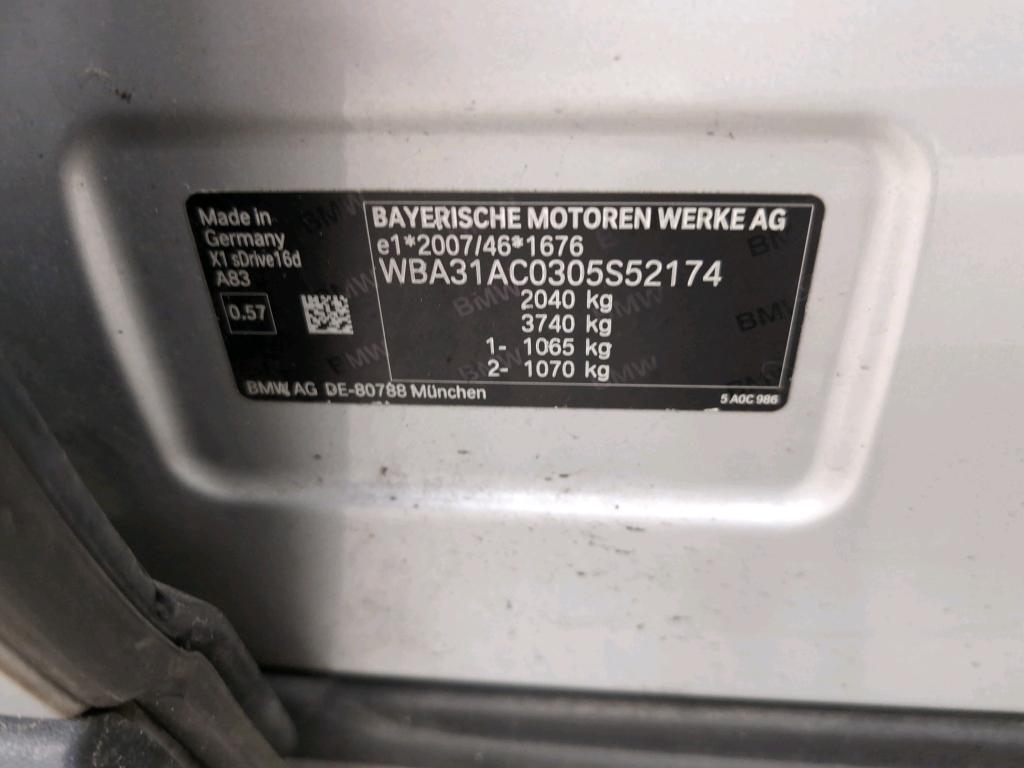 Made in
Germany
X1 sDrive16d
A83
0.57
BAYERISCHE MOTOREN WERKE AG
e1*2007/46*1676
WBA31AC0305S52174
2040 kg
3740 kg
1- 1065 kg
2- 1070 kg
BMW AG DE-80788 München
5 A0C 986